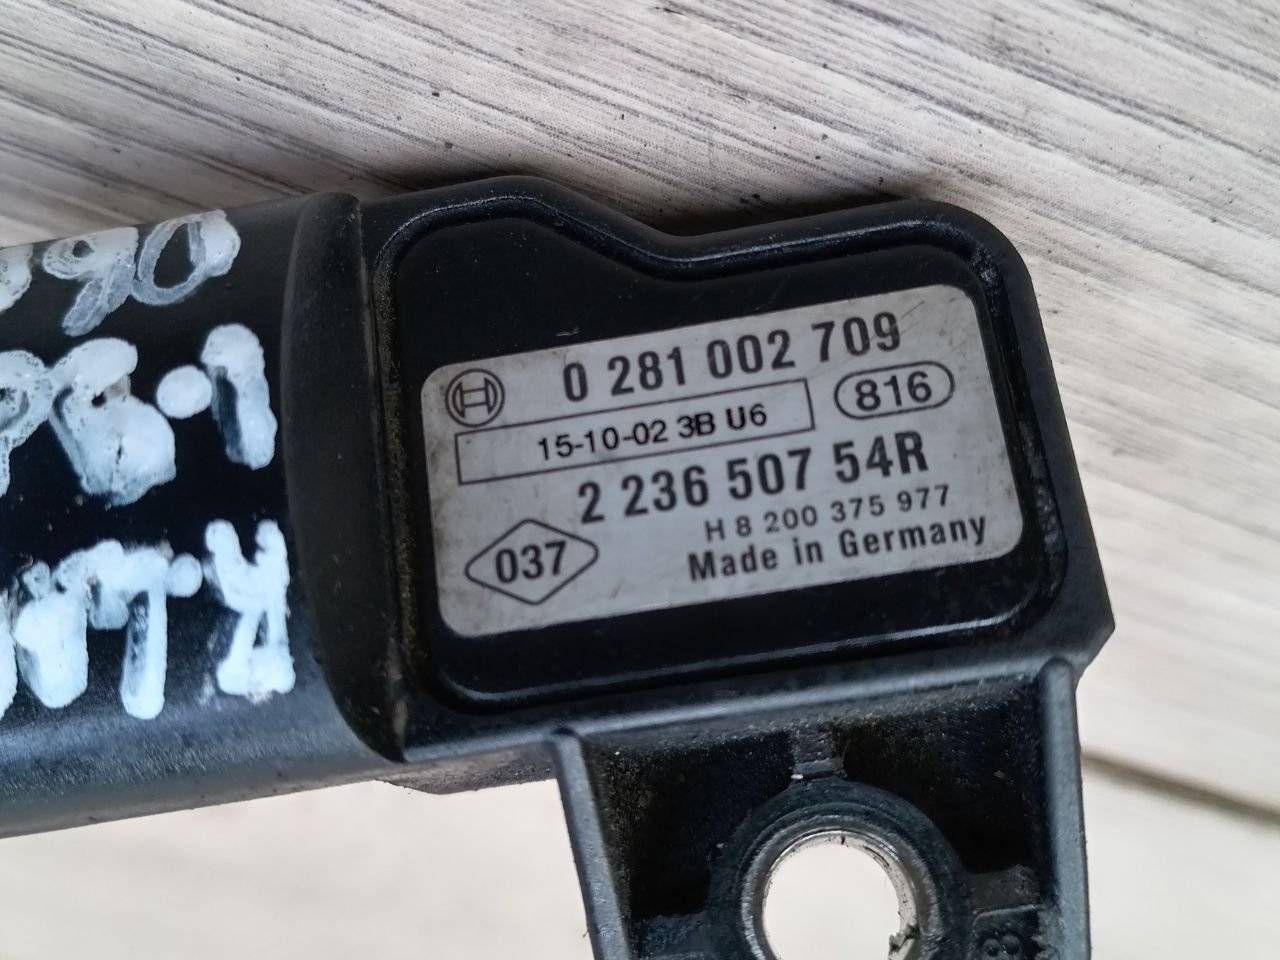 0 281 002 709
816
15-10-02 3B U6
2 236 507 54R
H 8 200 375 977
037
Made in Germany